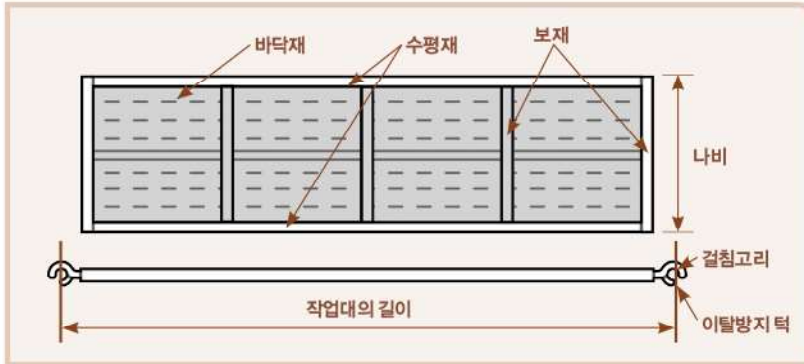 바닥재
수평재
보재
나비
걸침고리
작업대의 길이
이탈방지 턱